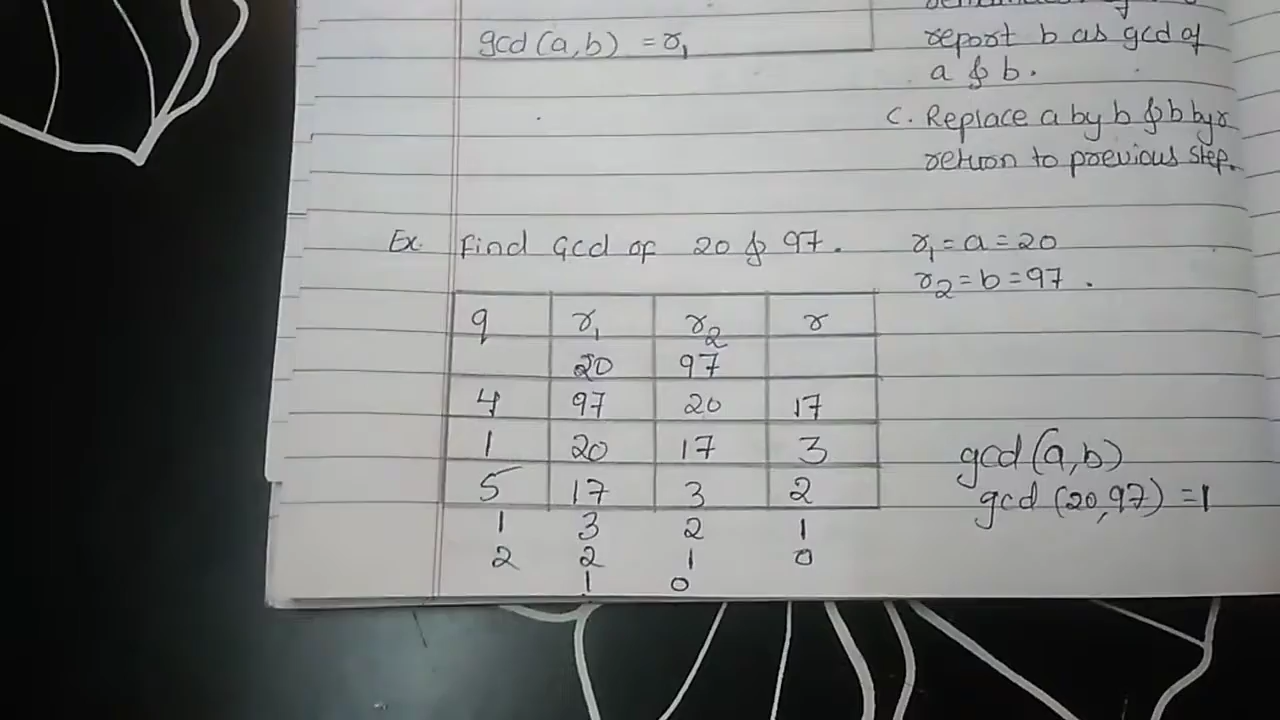 gcd(a,b) = r₁
report b as gcd of
a & b.
c. Replace a by b & b by r
return to previous step.
Ex. Find Gcd of 20 & 97.
r₁ = a = 20
r₂ = b = 97.
q r₁ r₂ r
20 97
4 97 20 17
1 20 17 3
5 17 3 2
1 3 2 1
2 2 1 0
1 0
gcd(a,b)
gcd(20,97) = 1